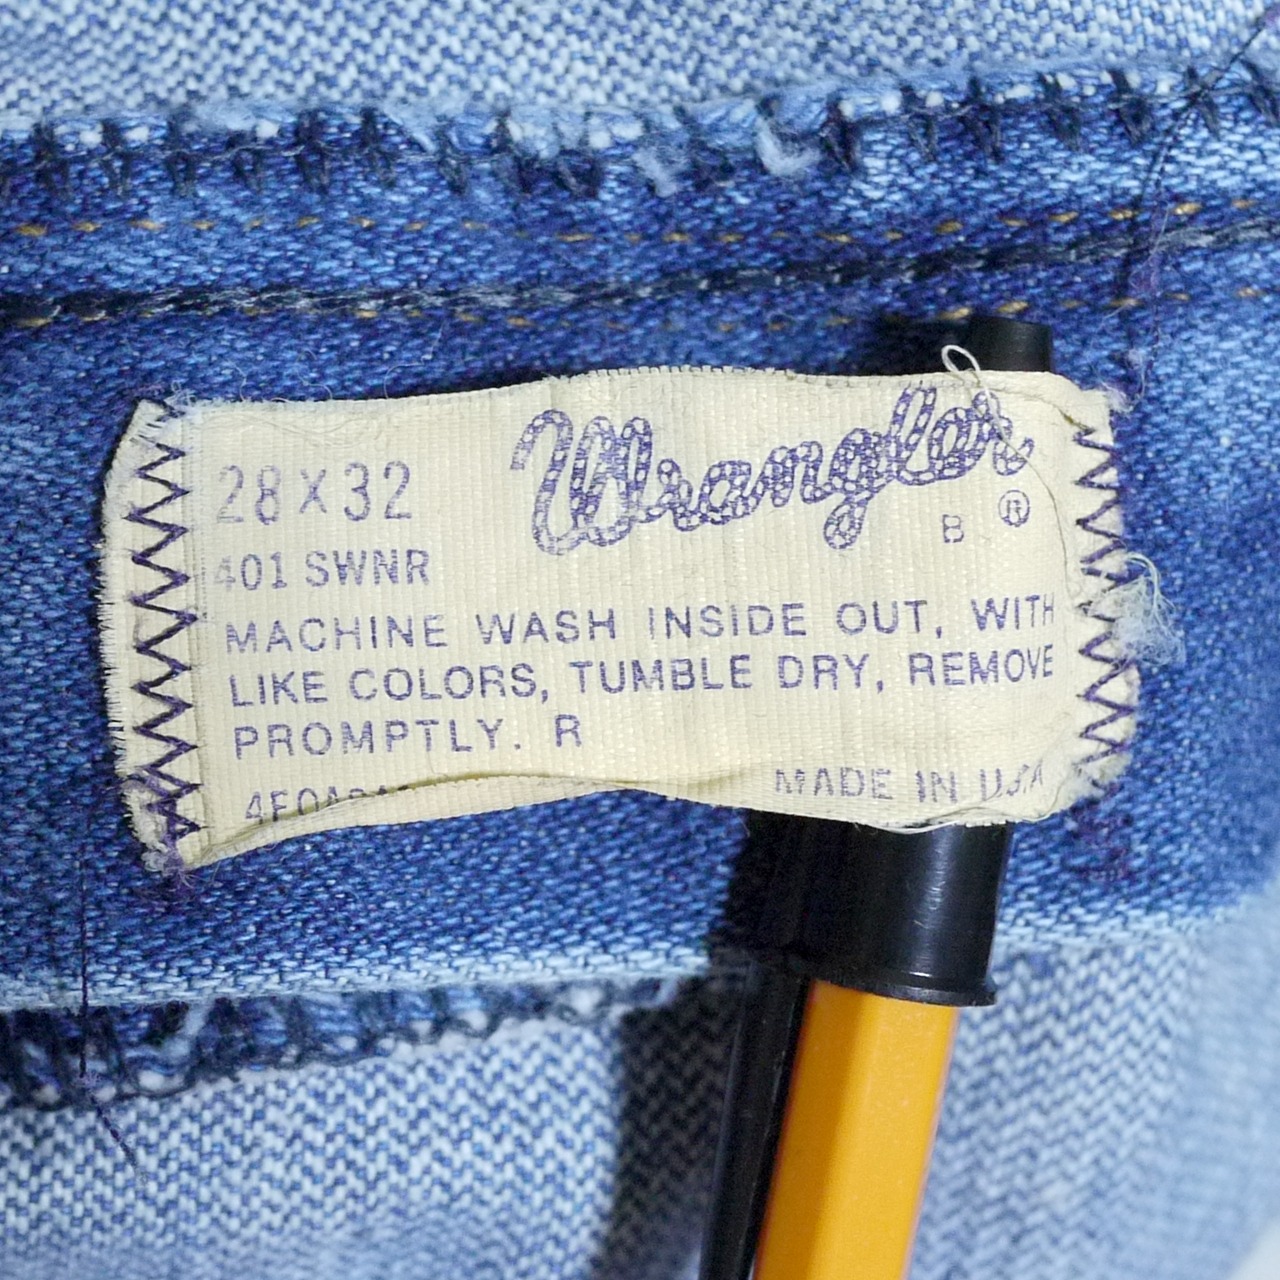 Wrangler
28 X 32
B ®
401 SWNR
MACHINE WASH INSIDE OUT, WITH
LIKE COLORS, TUMBLE DRY, REMOVE
PROMPTLY. R
MADE IN U.S.A